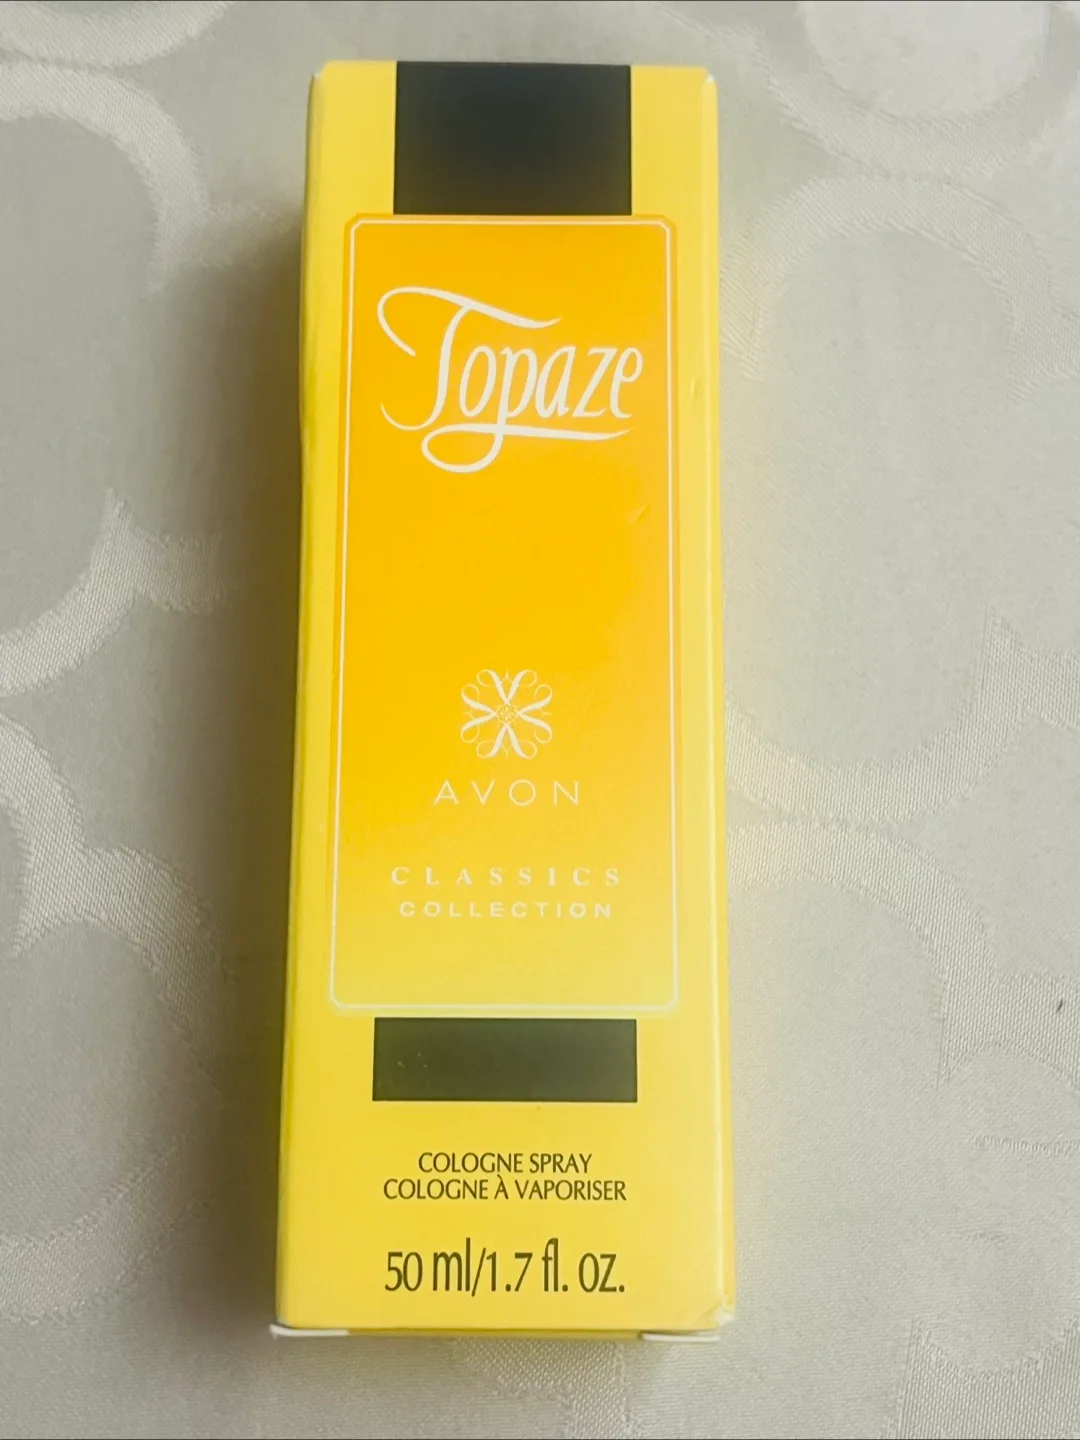 Topaze
AVON
CLASSICS
COLLECTION
COLOGNE SPRAY
COLOGNE À VAPORISER
50 ml/1.7 fl. oz.